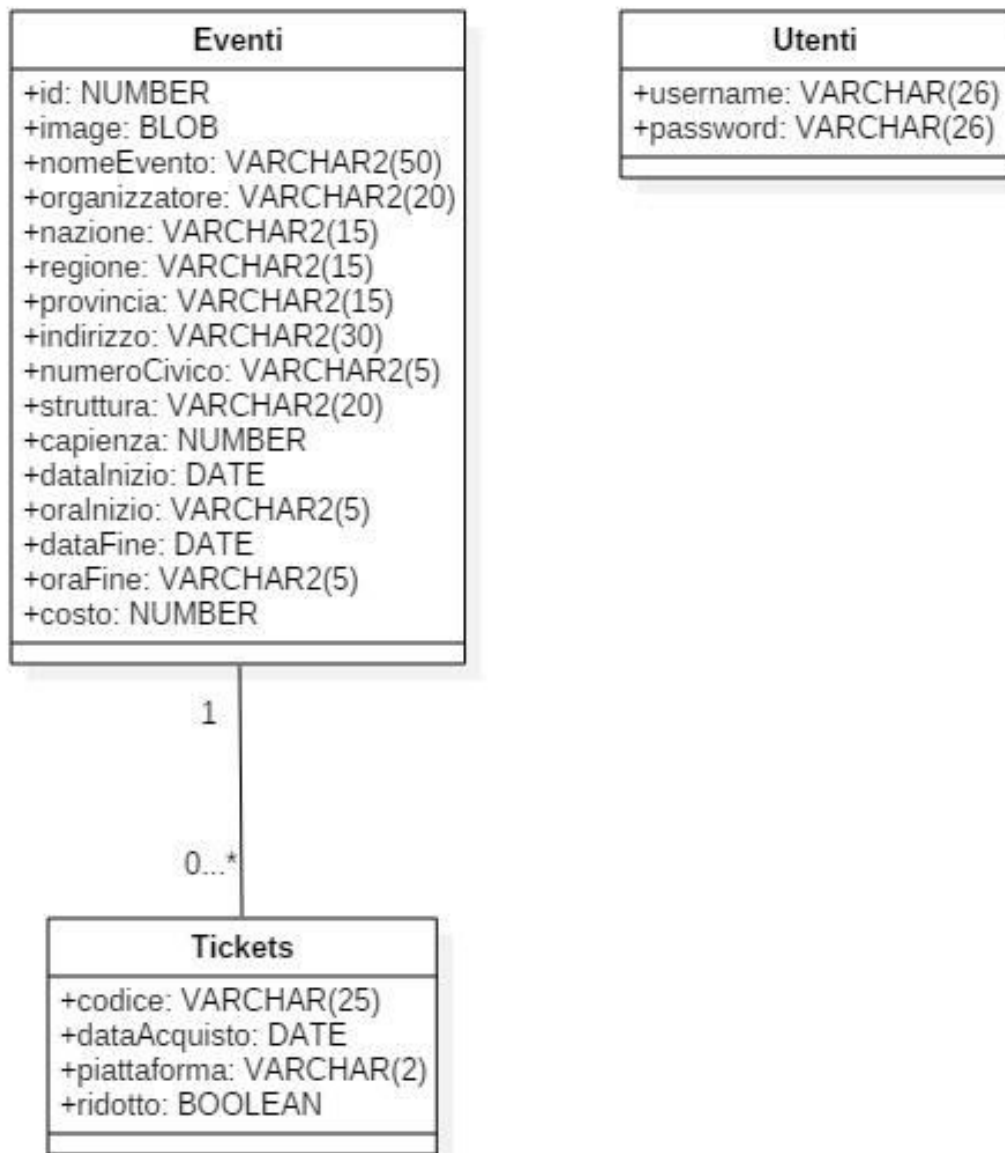 Eventi
+id: NUMBER
+image: BLOB
+nomeEvento: VARCHAR2(50)
+organizzatore: VARCHAR2(20)
+nazione: VARCHAR2(15)
+regione: VARCHAR2(15)
+provincia: VARCHAR2(15)
+indirizzo: VARCHAR2(30)
+numeroCivico: VARCHAR2(5)
+struttura: VARCHAR2(20)
+capienza: NUMBER
+dataInizio: DATE
+oraInizio: VARCHAR2(5)
+dataFine: DATE
+oraFine: VARCHAR2(5)
+costo: NUMBER
Utenti
+username: VARCHAR(26)
+password: VARCHAR(26)
1
0...*
Tickets
+codice: VARCHAR(25)
+dataAcquisto: DATE
+piattaforma: VARCHAR(2)
+ridotto: BOOLEAN